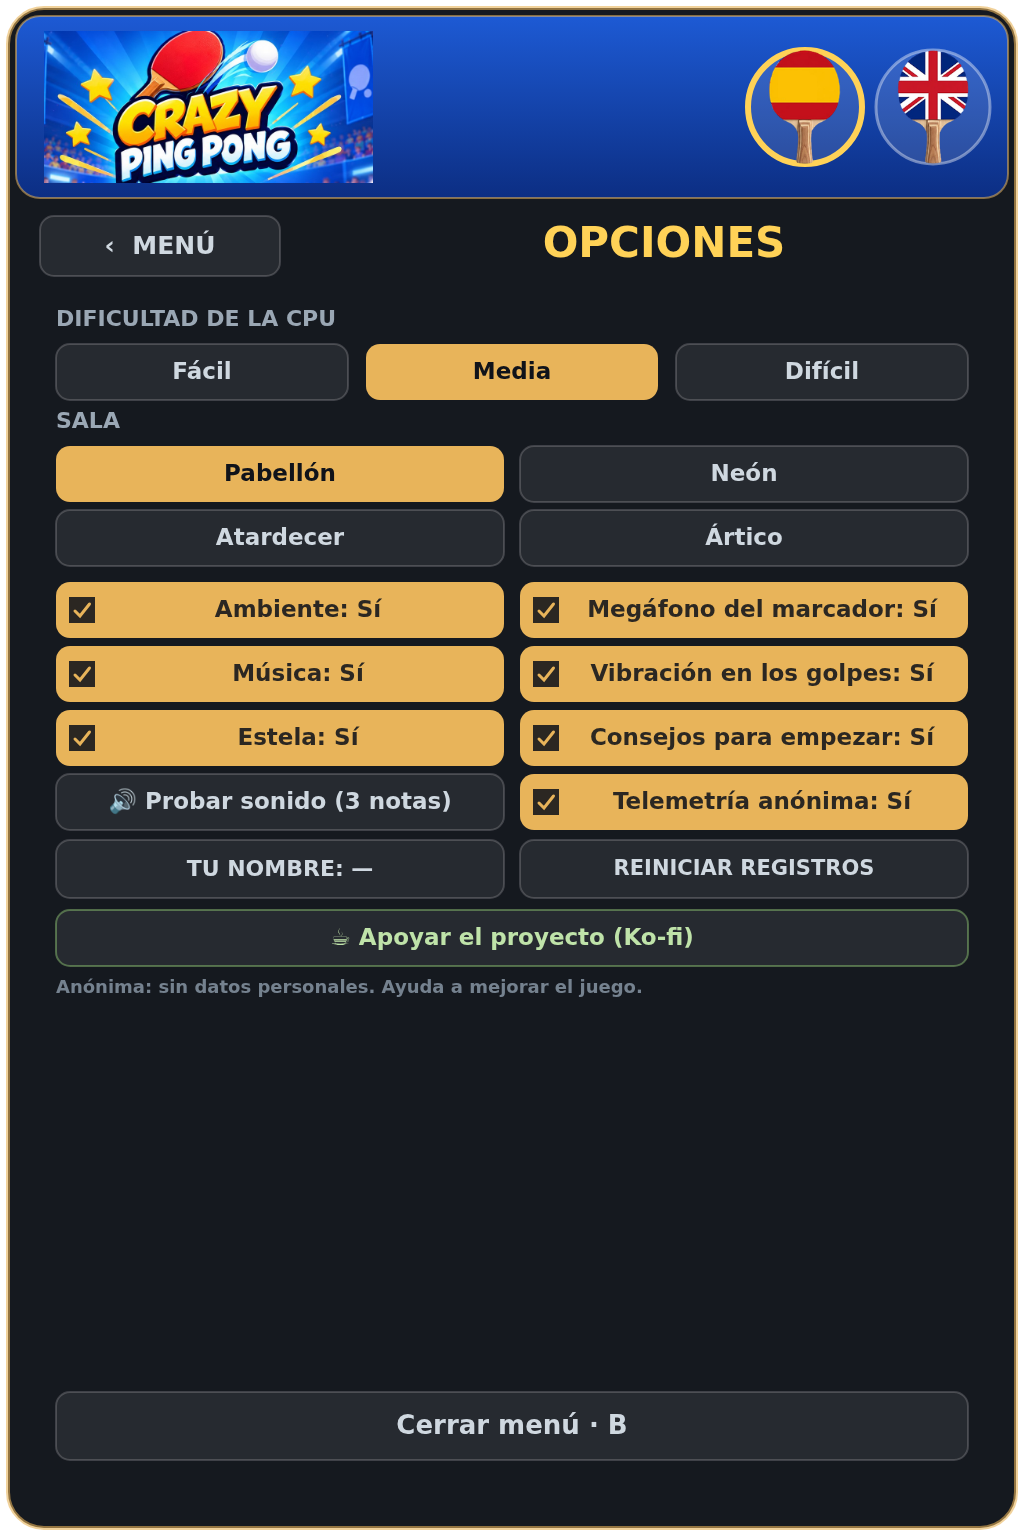 CRAZY
PING PONG
‹ MENÚ
OPCIONES
DIFICULTAD DE LA CPU
Fácil
Media
Difícil
SALA
Pabellón
Neón
Atardecer
Ártico
Ambiente: Sí
Megáfono del marcador: Sí
Música: Sí
Vibración en los golpes: Sí
Estela: Sí
Consejos para empezar: Sí
🔊 Probar sonido (3 notas)
Telemetría anónima: Sí
TU NOMBRE: —
REINICIAR REGISTROS
☕ Apoyar el proyecto (Ko-fi)
Anónima: sin datos personales. Ayuda a mejorar el juego.
Cerrar menú · B